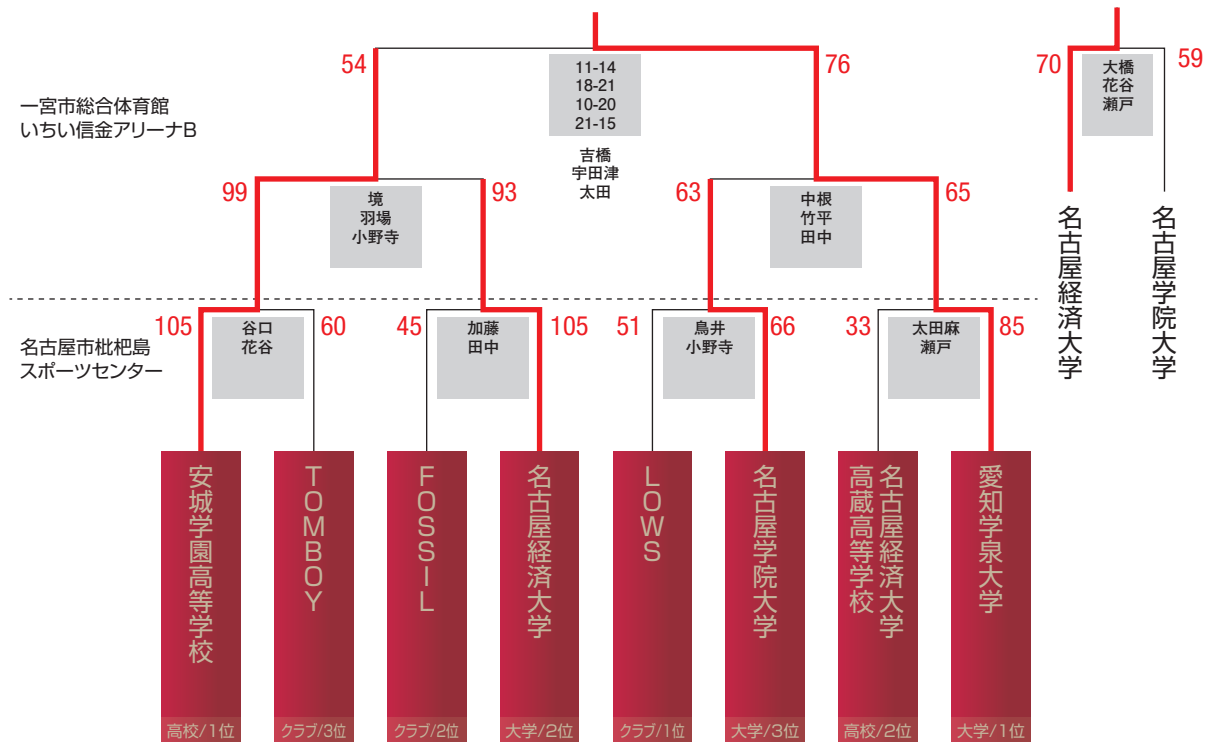 54
11-14
18-21
10-20
21-15
76
吉橋
宇田津
太田
70
大橋
花谷
瀬戸
59
名古屋経済大学
名古屋学院大学
一宮市総合体育館
いちい信金アリーナB
99
境
羽場
小野寺
93
63
中根
竹平
田中
65
名古屋市枇杷島
スポーツセンター
105
谷口
花谷
60
45
加藤
田中
105
51
鳥井
小野寺
66
33
太田麻
瀬戸
85
安城学園高等学校
TOMBOY
FOSSIL
名古屋経済大学
LOWS
名古屋学院大学
名古屋経済大学
高蔵高等学校
愛知学泉大学
高校/1位
クラブ/3位
クラブ/2位
大学/2位
クラブ/1位
大学/3位
高校/2位
大学/1位